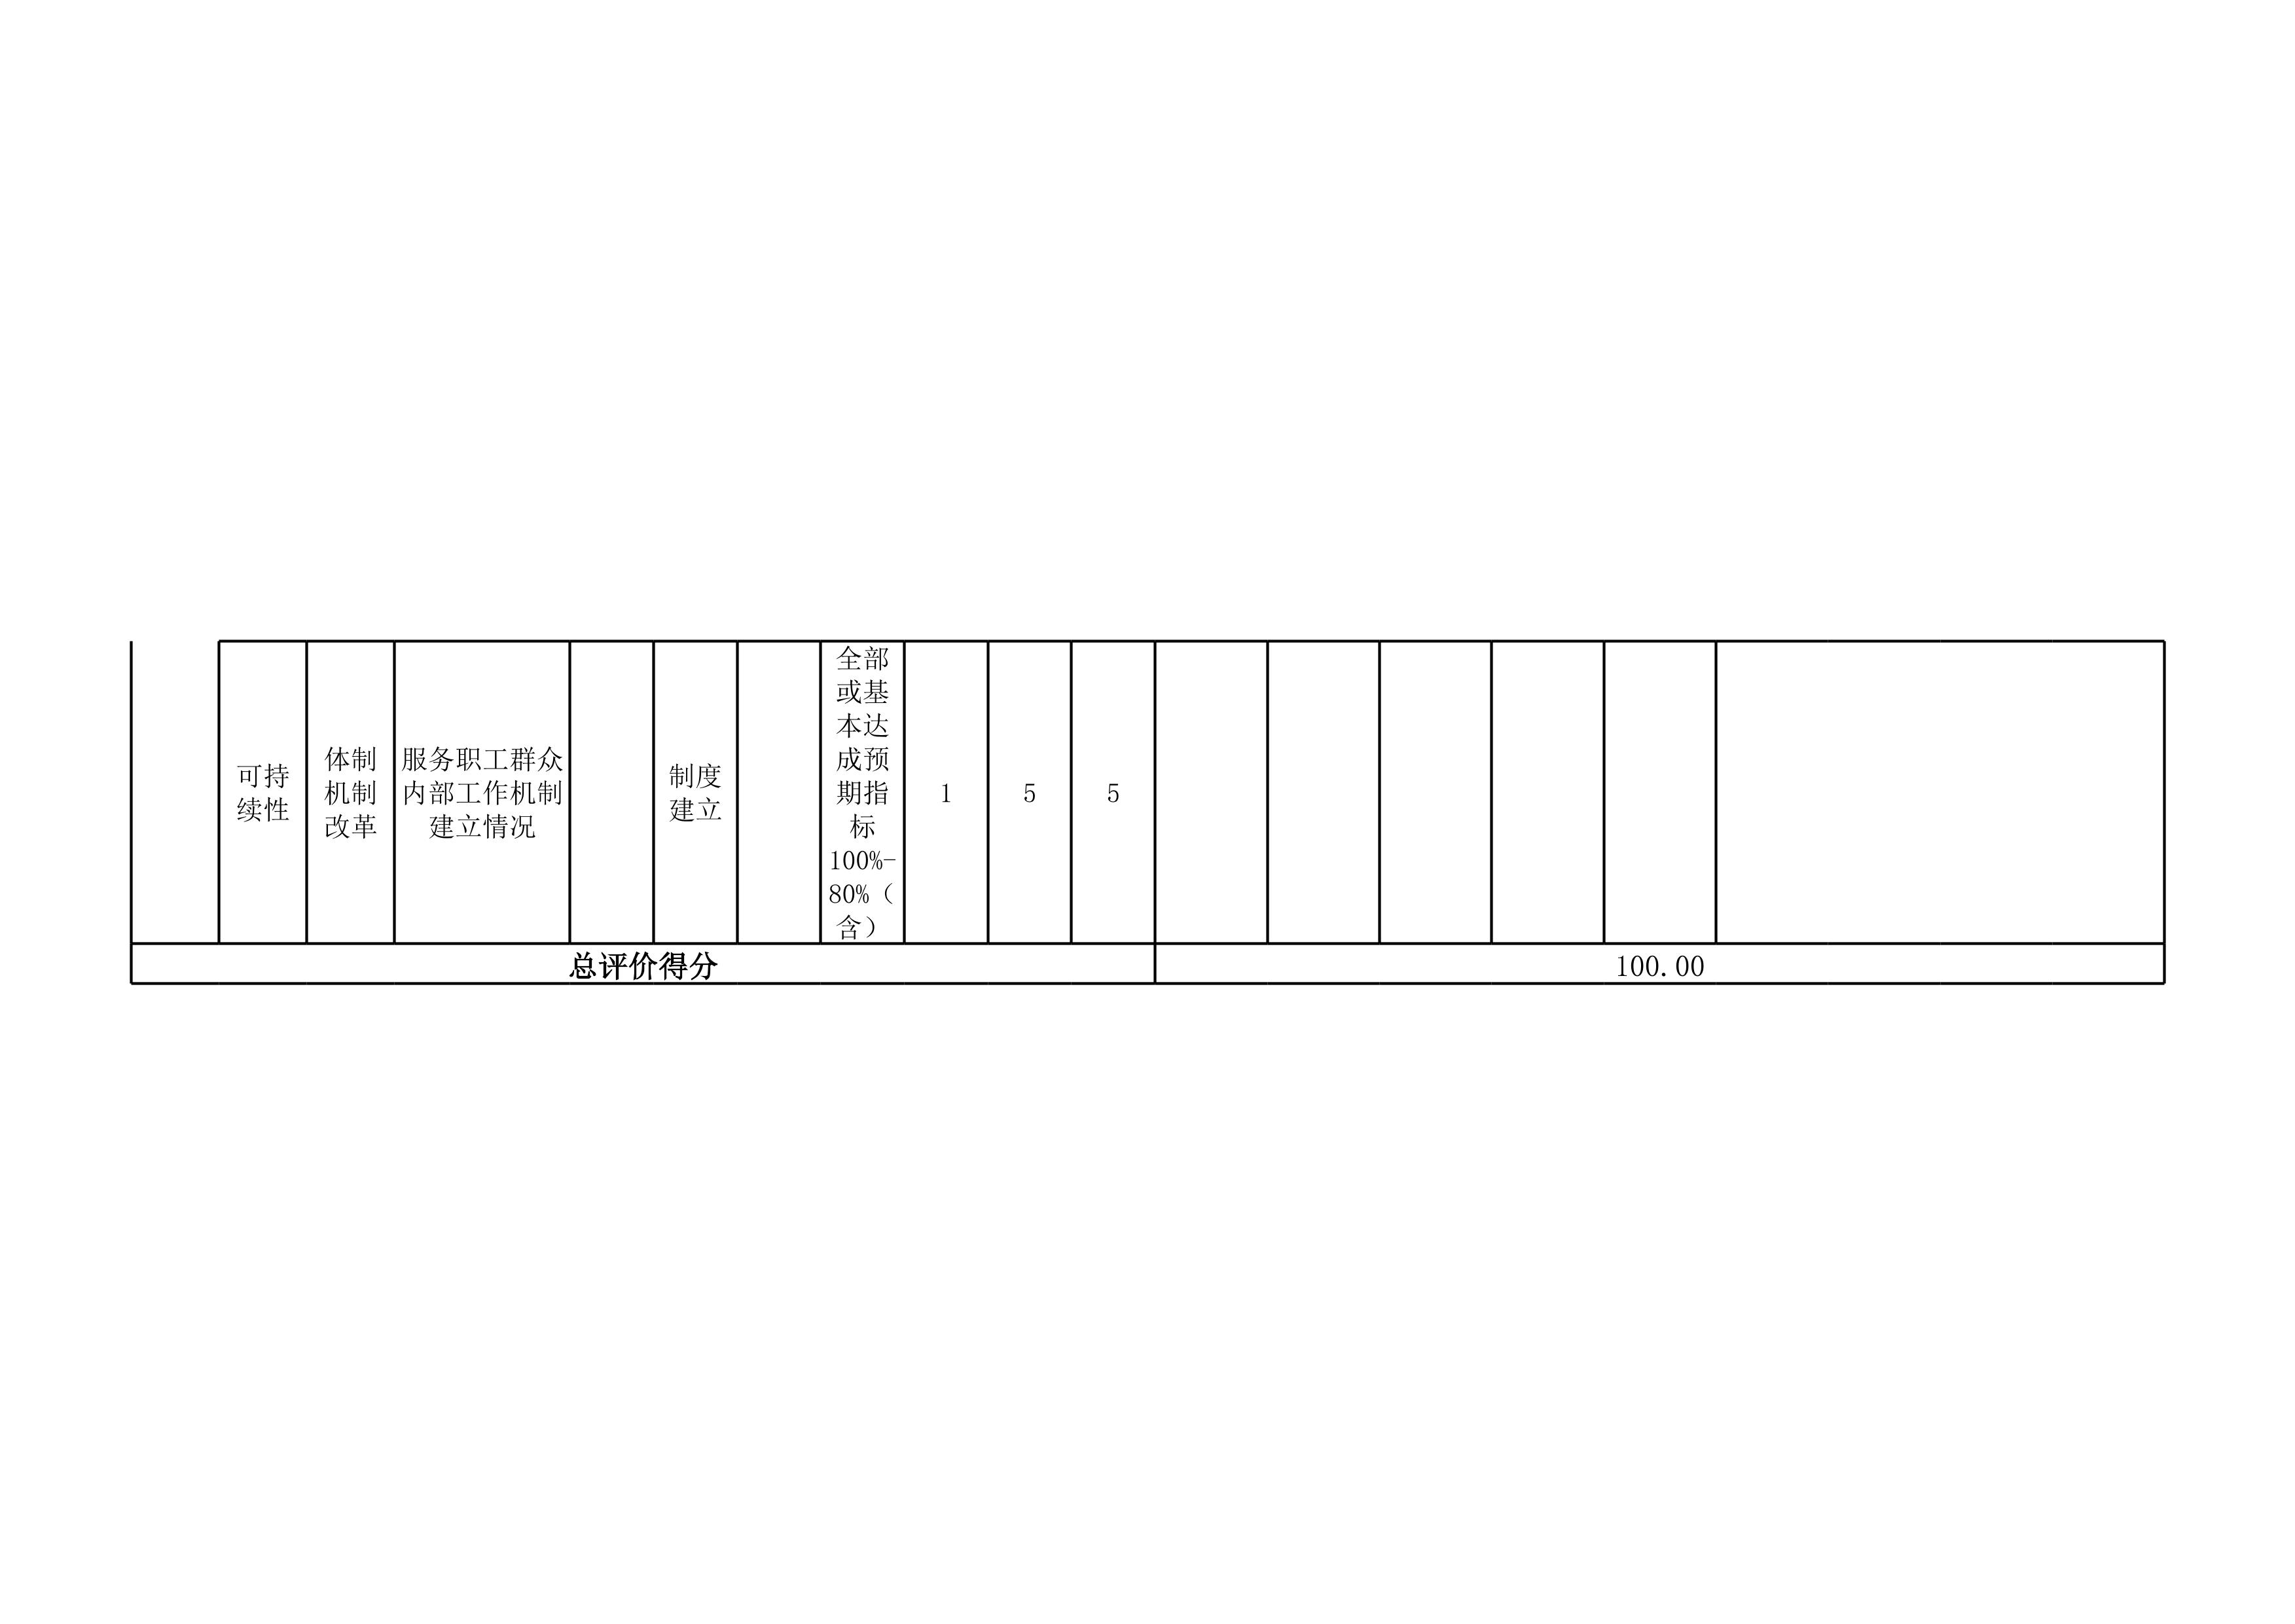 可持
续性
体制
机制
改革
服务职工群众
内部工作机制
建立情况
制度
建立
全部
或基
本达
成预
期指
标
100%-
80%（
含）
1
5
5
总评价得分
100.00